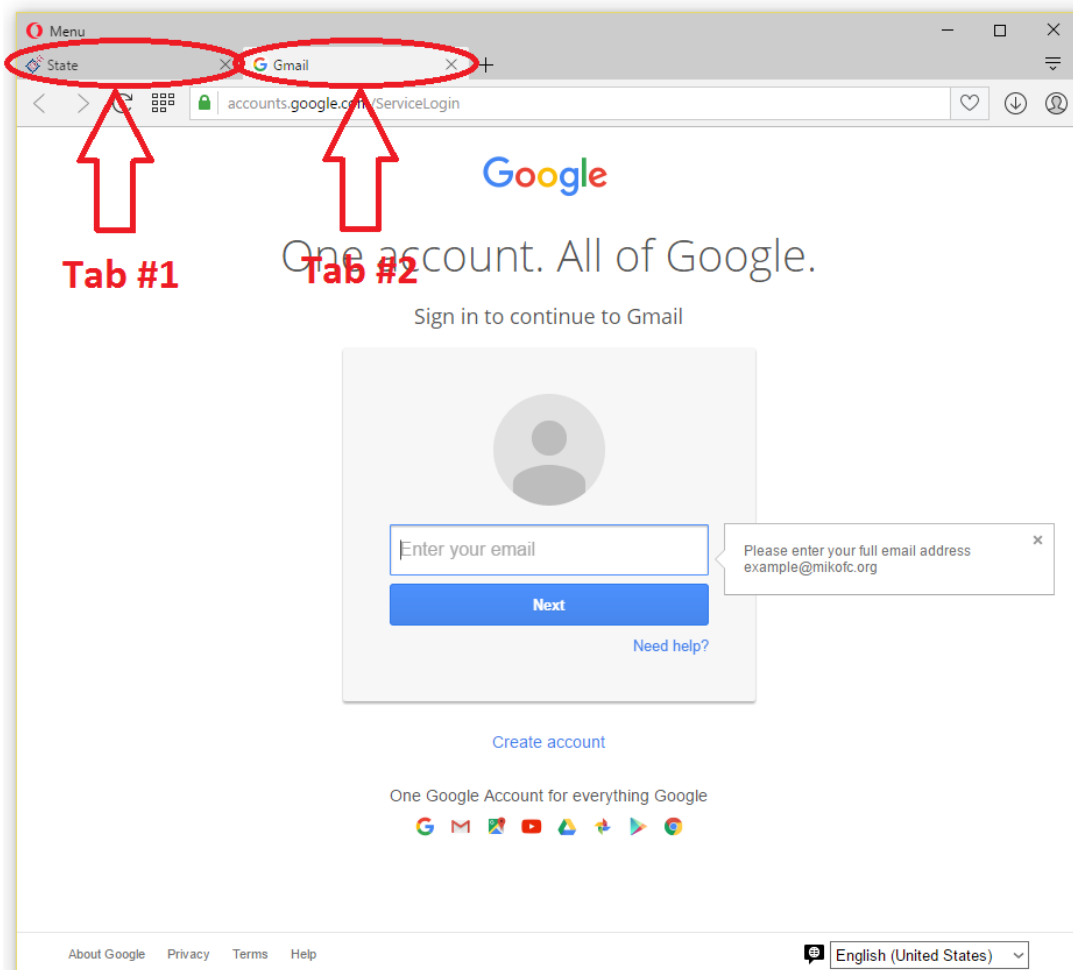 Menu
State
Gmail
accounts.google.com/ServiceLogin
Google
One account. All of Google.
Tab #1
Tab #2
Sign in to continue to Gmail
Enter your email
Please enter your full email address
example@mikofc.org
Next
Need help?
Create account
One Google Account for everything Google
About Google Privacy Terms Help
English (United States)